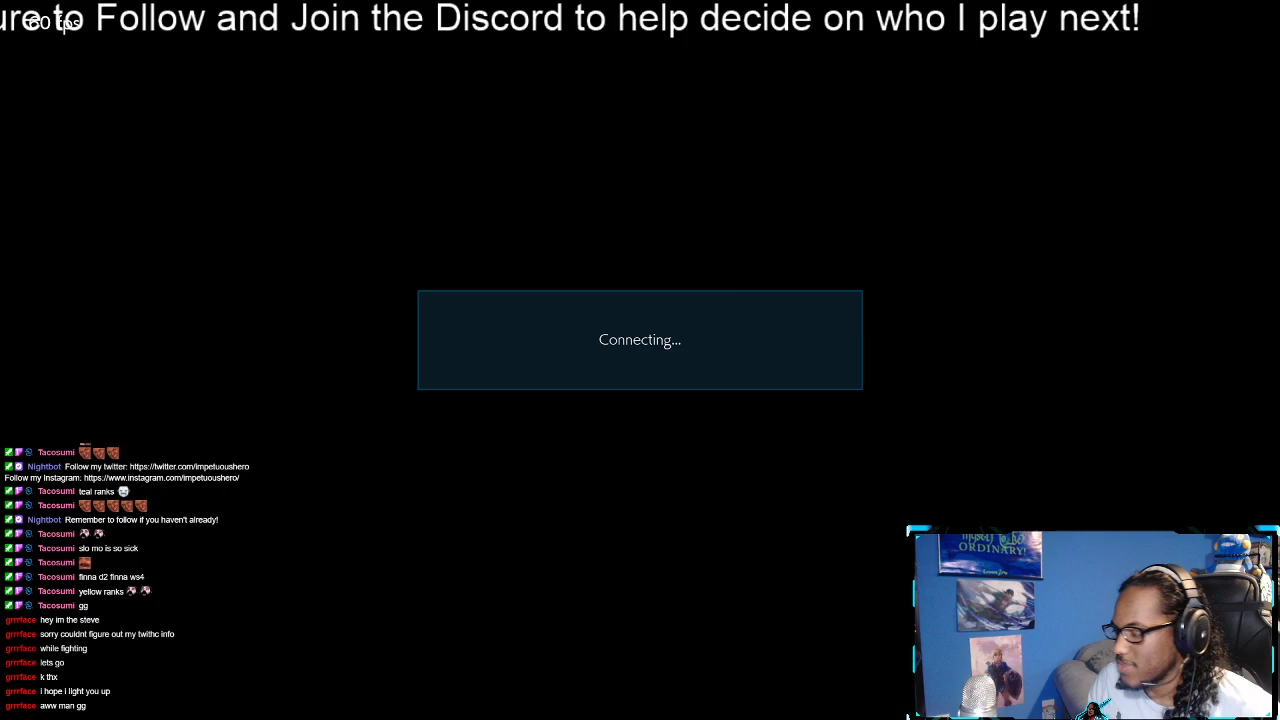 ure to Follow and Join the Discord to help decide on who I play next!
60 fps
Connecting...
Tacosumi
Nightbot Follow my twitter: https://twitter.com/impetuoushero
Follow my Instagram: https://www.instagram.com/impetuoushero/
Tacosumi teal ranks
Tacosumi
Nightbot Remember to follow if you haven't already!
Tacosumi
Tacosumi slo mo is so sick
Tacosumi
Tacosumi finna d2 finna ws4
Tacosumi yellow ranks
Tacosumi gg
grrrface hey im the steve
grrrface sorry couldnt figure out my twithc info
grrrface while fighting
grrrface lets go
grrrface k thx
grrrface i hope i light you up
grrrface aww man gg
ORDINARY!